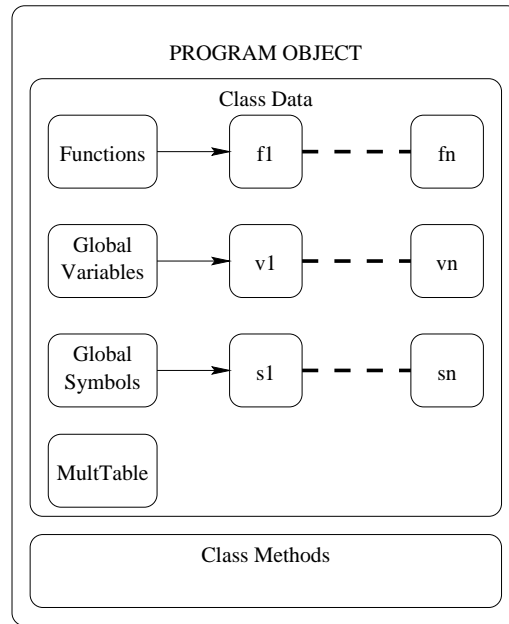 PROGRAM OBJECT
Class Data
Functions
f1
fn
Global
Variables
v1
vn
Global
Symbols
s1
sn
MultTable
Class Methods